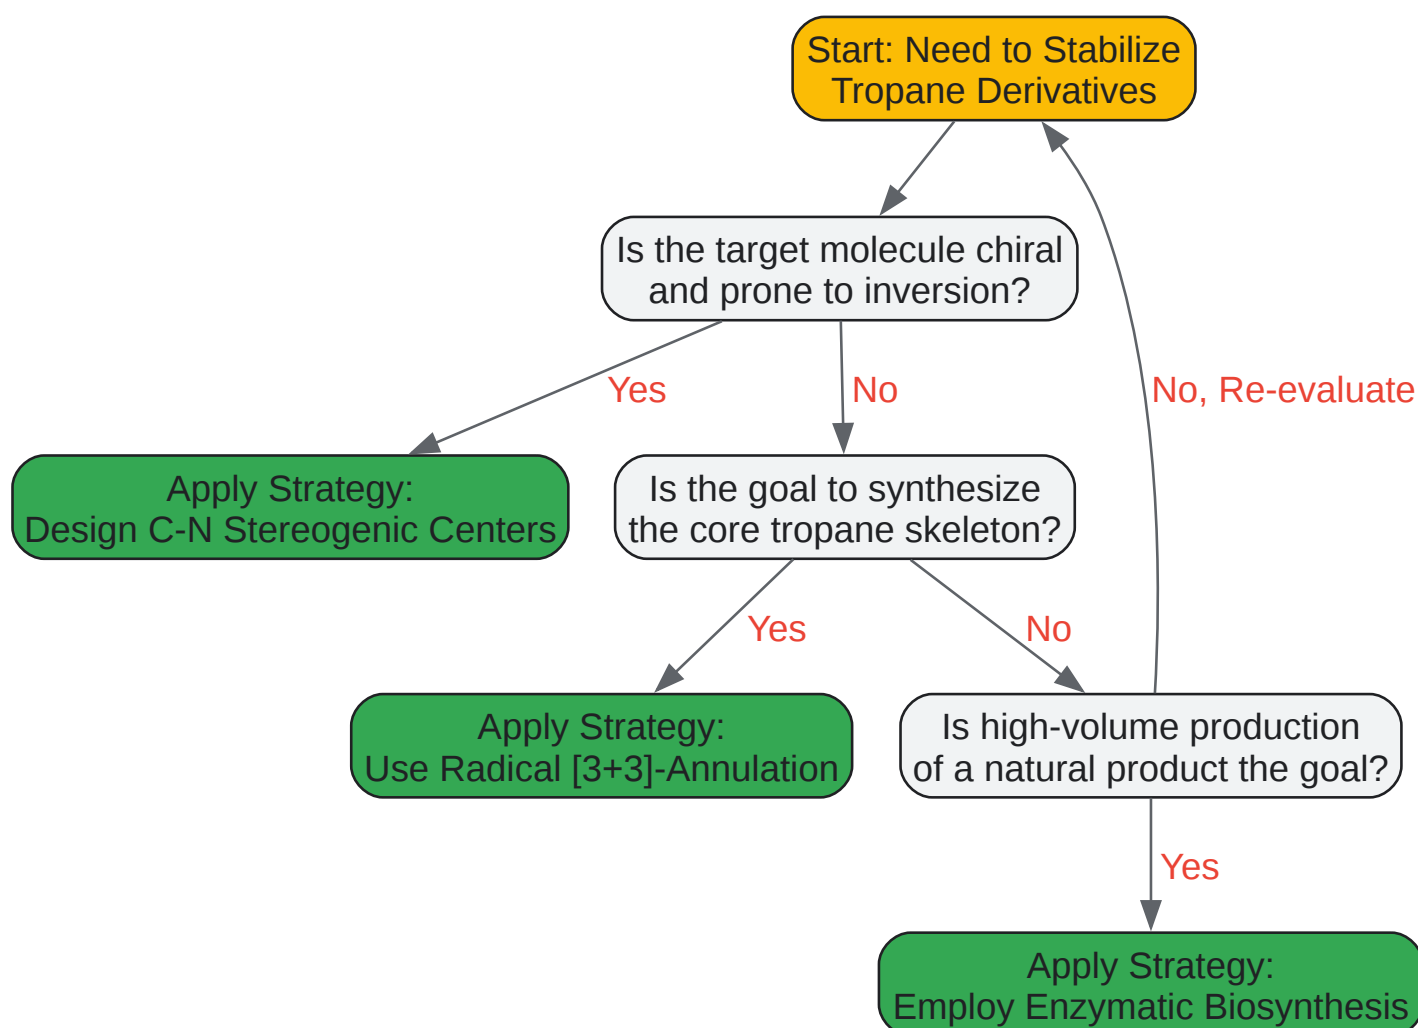 Start: Need to Stabilize
Tropane Derivatives
Is the target molecule chiral
and prone to inversion?
Yes
No
No, Re-evaluate
Apply Strategy:
Design C-N Stereogenic Centers
Is the goal to synthesize
the core tropane skeleton?
Yes
No
Apply Strategy:
Use Radical [3+3]-Annulation
Is high-volume production
of a natural product the goal?
Yes
Apply Strategy:
Employ Enzymatic Biosynthesis